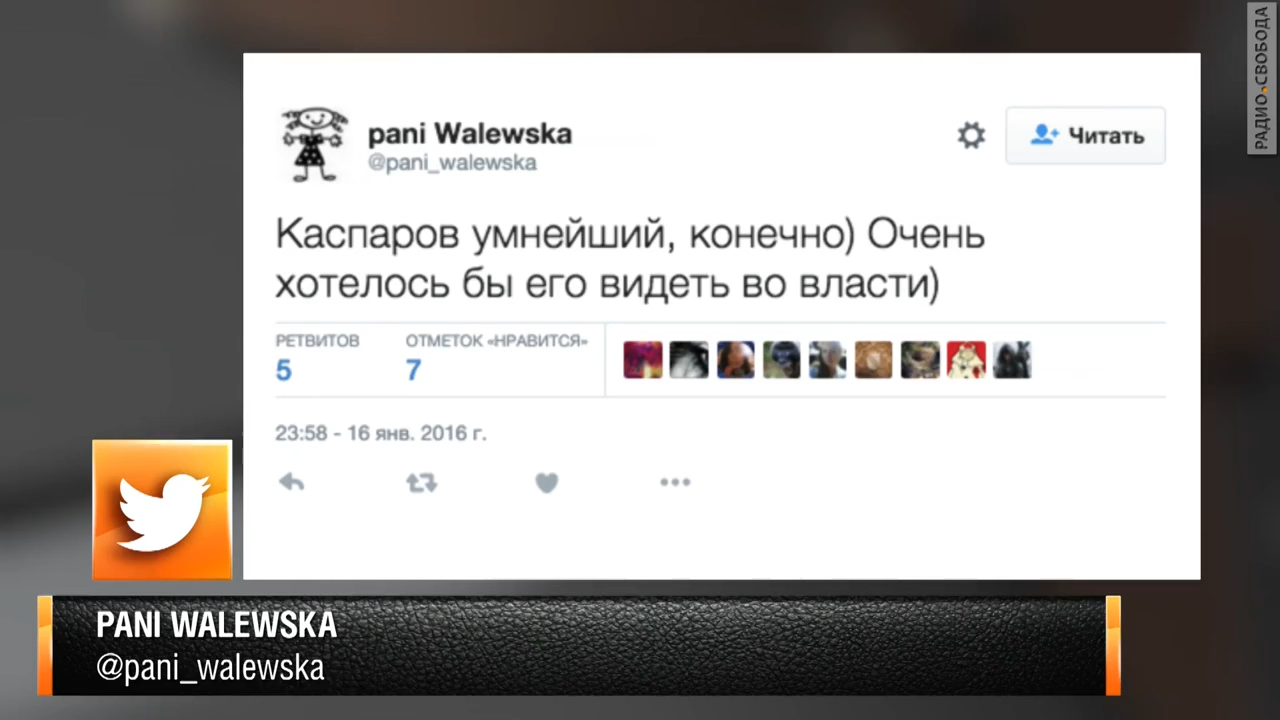 РАДИО СВОБОДА
pani Walewska
@pani_walewska
Читать
Каспаров умнейший, конечно) Очень
хотелось бы его видеть во власти)
РЕТВИТОВ
5
ОТМЕТОК «НРАВИТСЯ»
7
23:58 - 16 янв. 2016 г.
PANI WALEWSKA
@pani_walewska